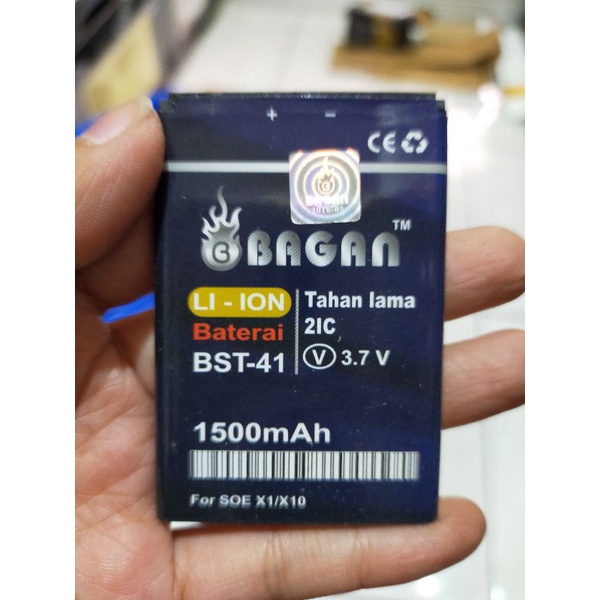 + −
CE
BAGAN™
LI - ION
Baterai
BST-41
Tahan lama
2IC
V 3.7 V
1500mAh
For SOE X1/X10